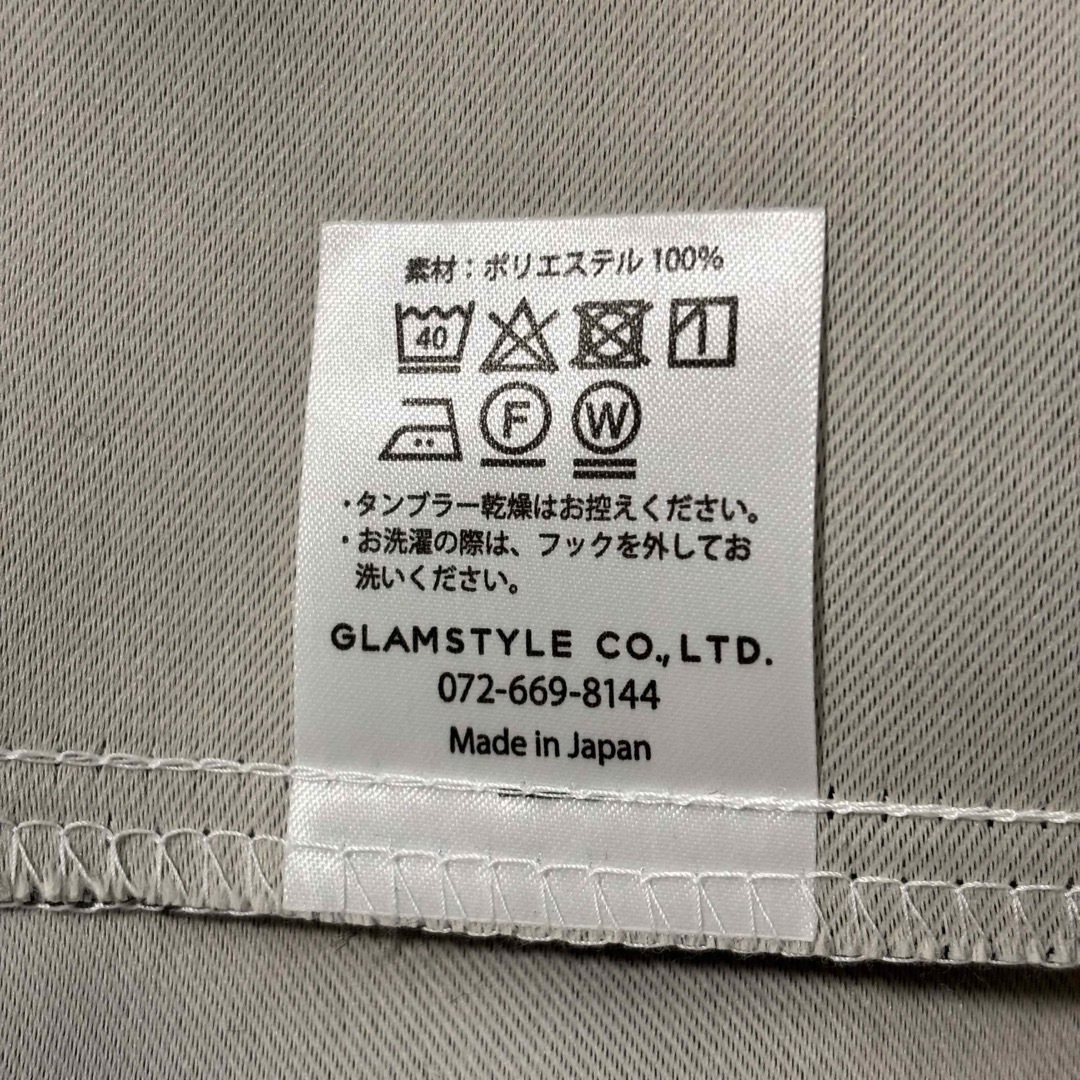 素材：ポリエステル 100%
40
F W
・タンブラー乾燥はお控えください。
・お洗濯の際は、フックを外してお
洗いください。
GLAMSTYLE CO., LTD.
072-669-8144
Made in Japan